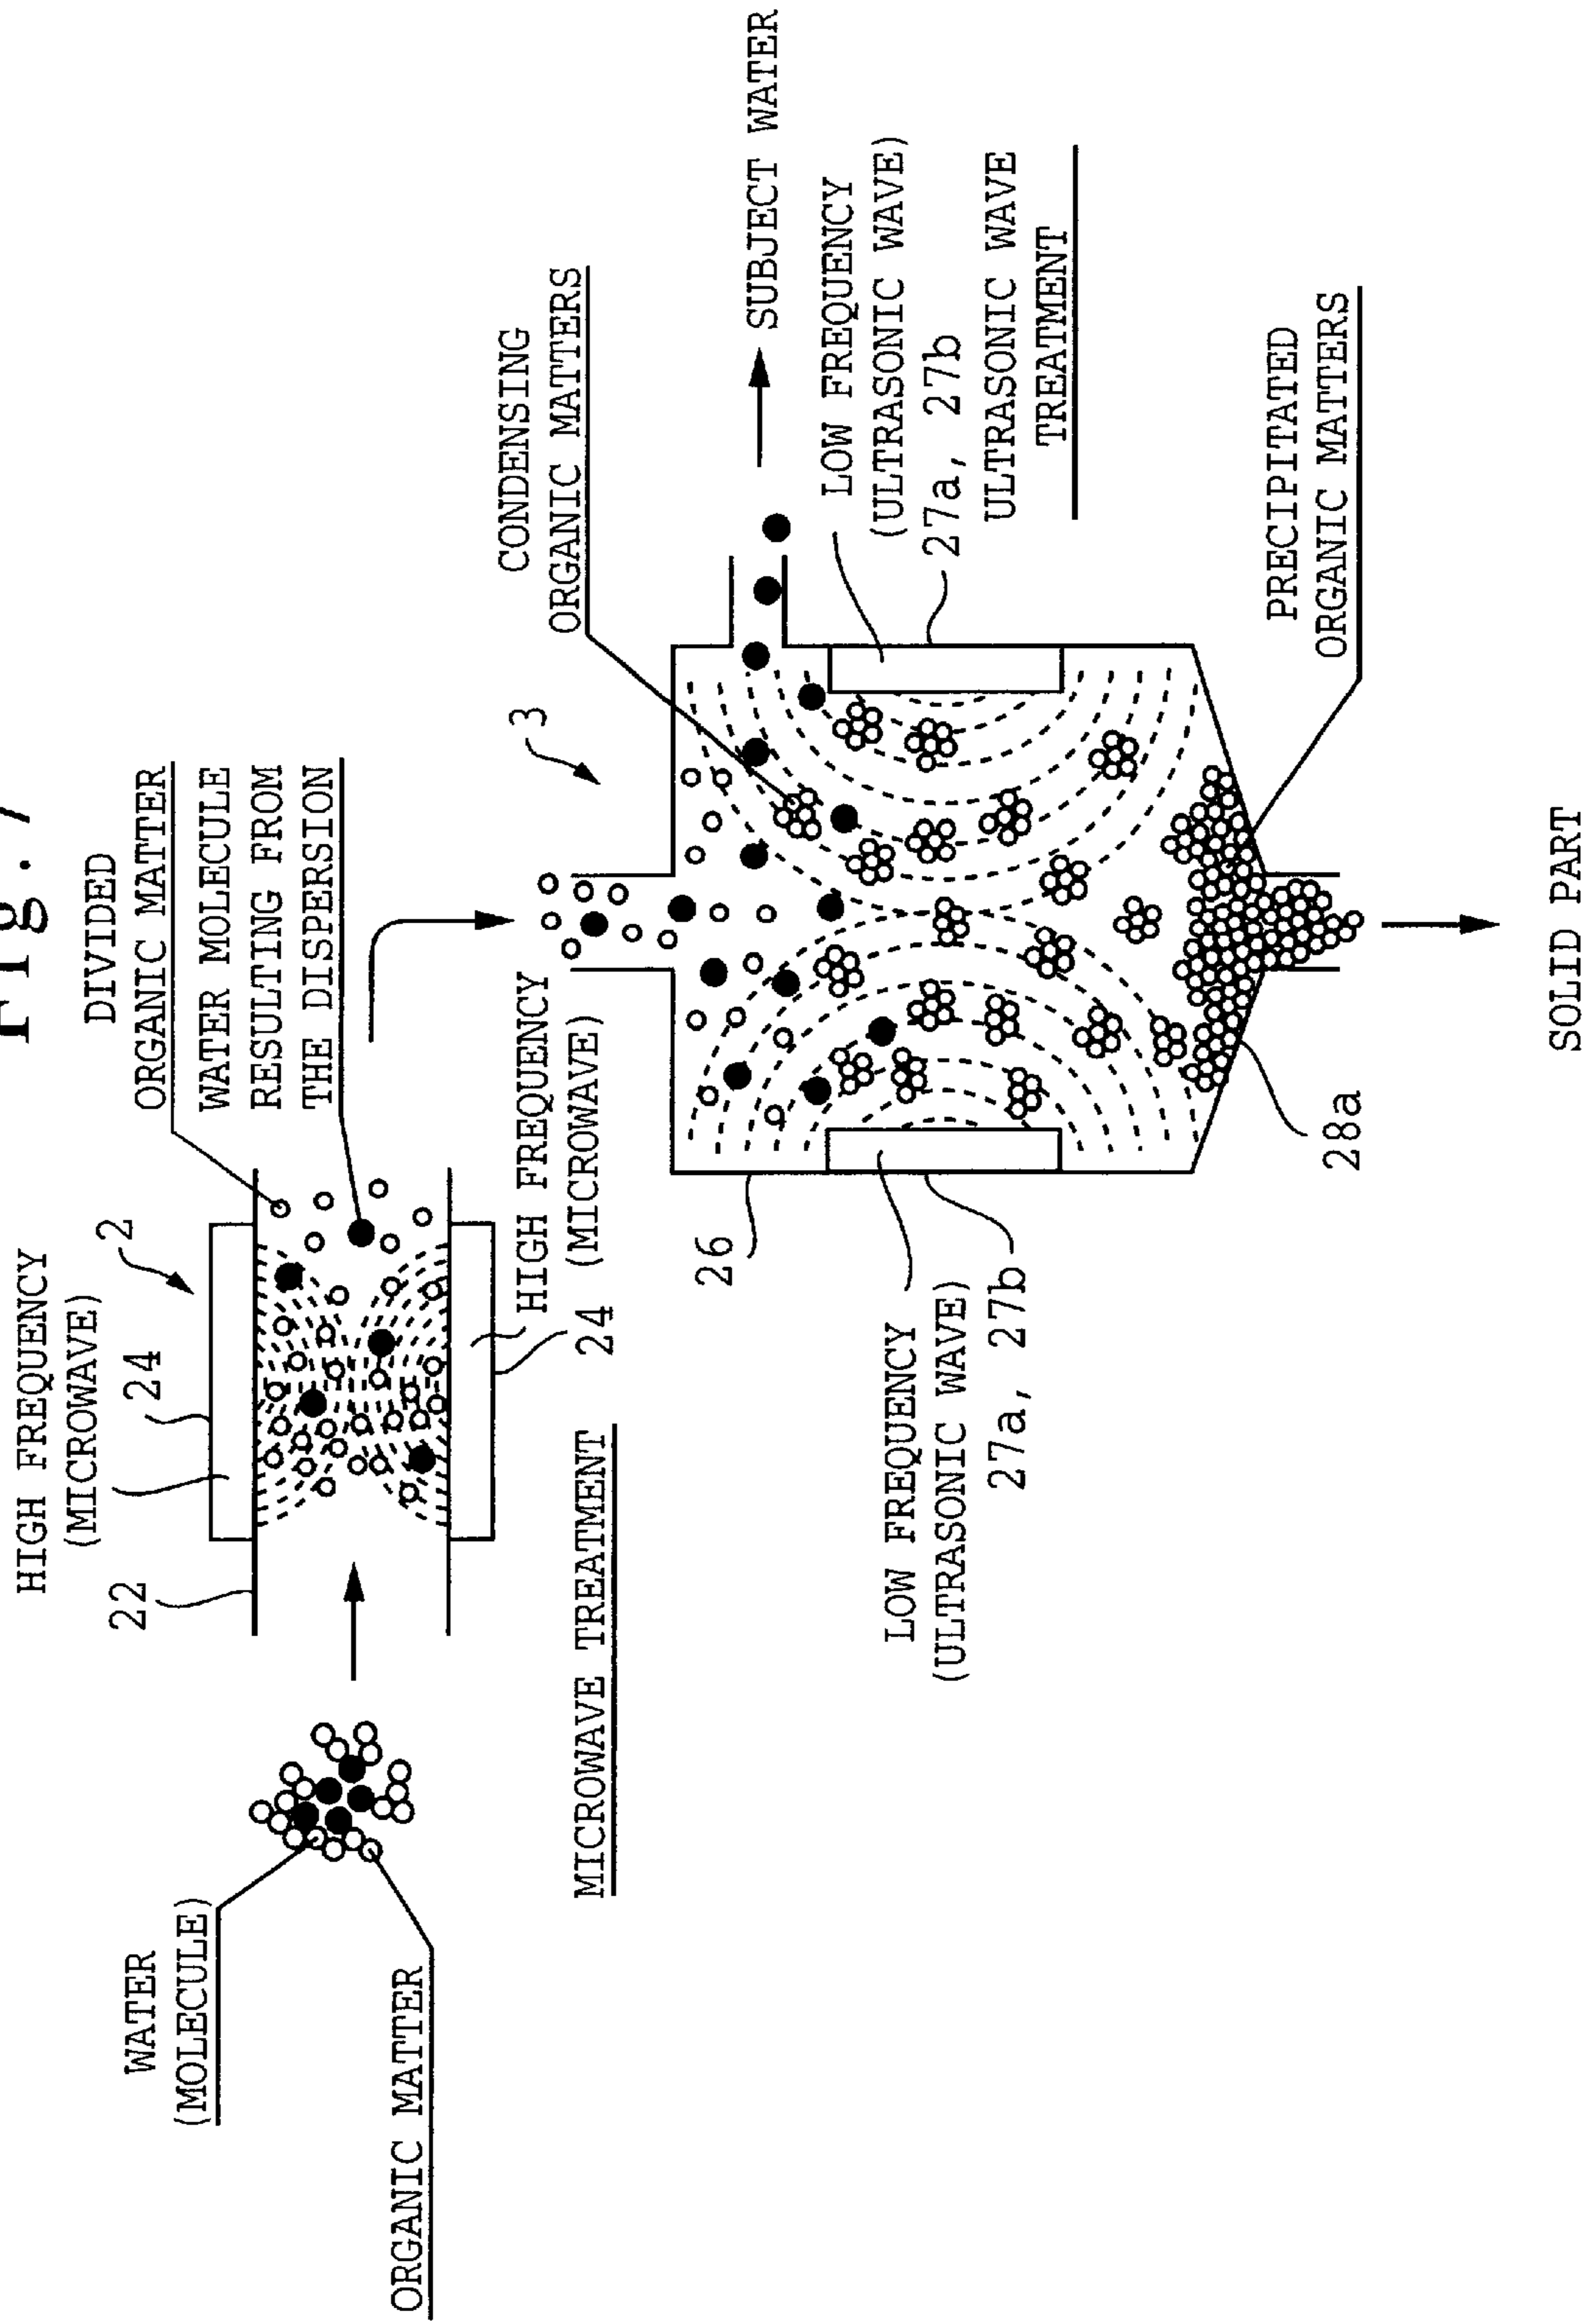 Fig. 7
HIGH FREQUENCY
(MICROWAVE)
22
24
2
DIVIDED
ORGANIC MATTER
WATER MOLECULE
RESULTING FROM
THE DISPERSION
WATER
(MOLECULE)
ORGANIC MATTER
HIGH FREQUENCY
(MICROWAVE)
24
MICROWAVE TREATMENT
3
CONDENSING
ORGANIC MATTERS
SUBJECT WATER
26
LOW FREQUENCY
(ULTRASONIC WAVE)
27a, 27b
LOW FREQUENCY
(ULTRASONIC WAVE)
27a, 27b
ULTRASONIC WAVE
TREATMENT
28a
PRECIPITATED
ORGANIC MATTERS
SOLID PART